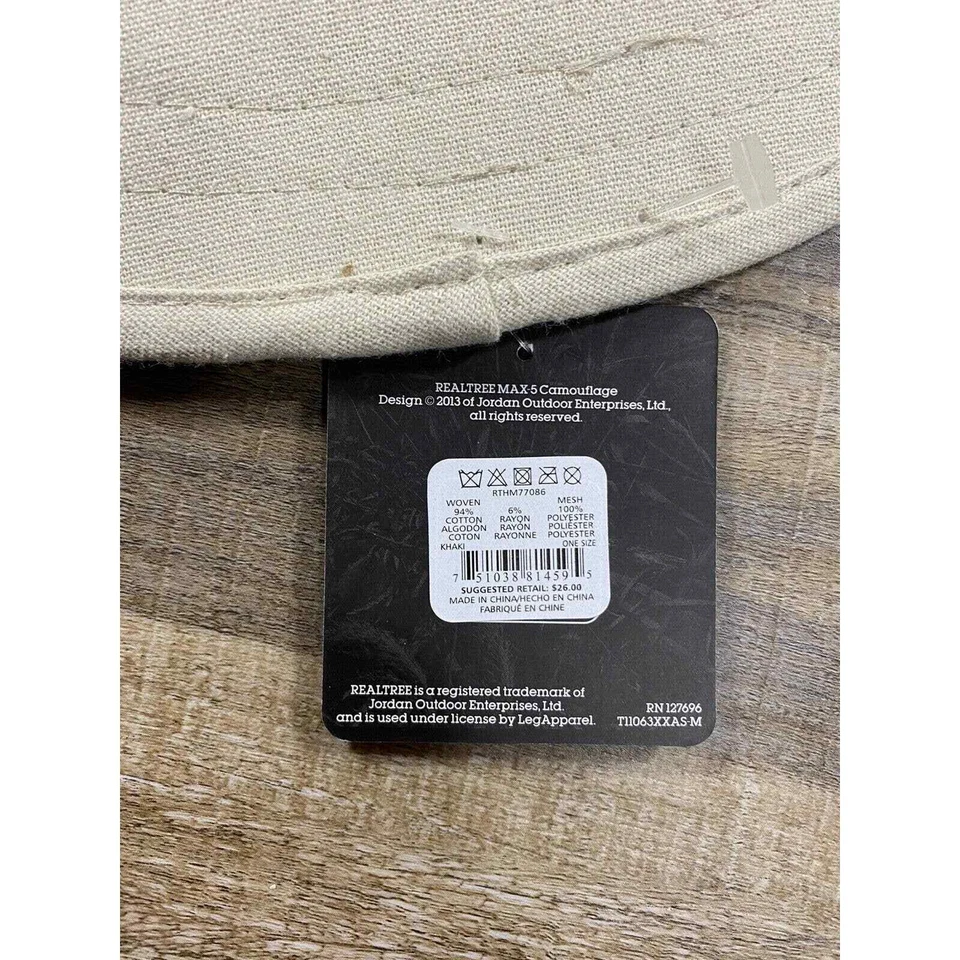 REALTREE MAX-5 Camouflage
Design © 2013 of Jordan Outdoor Enterprises, Ltd.,
all rights reserved.
RTHM77086
WOVEN MESH
94% 6% 100%
COTTON RAYON POLYESTER
ALGODÓN RAYÓN POLIÉSTER
COTON RAYONNE POLYESTER
KHAKI ONE SIZE
7 51038 81459 5
SUGGESTED RETAIL: $26.00
MADE IN CHINA/HECHO EN CHINA
FABRIQUÉ EN CHINE
REALTREE is a registered trademark of
Jordan Outdoor Enterprises, Ltd.
and is used under license by LegApparel.
RN 127696
T11063XXAS-M